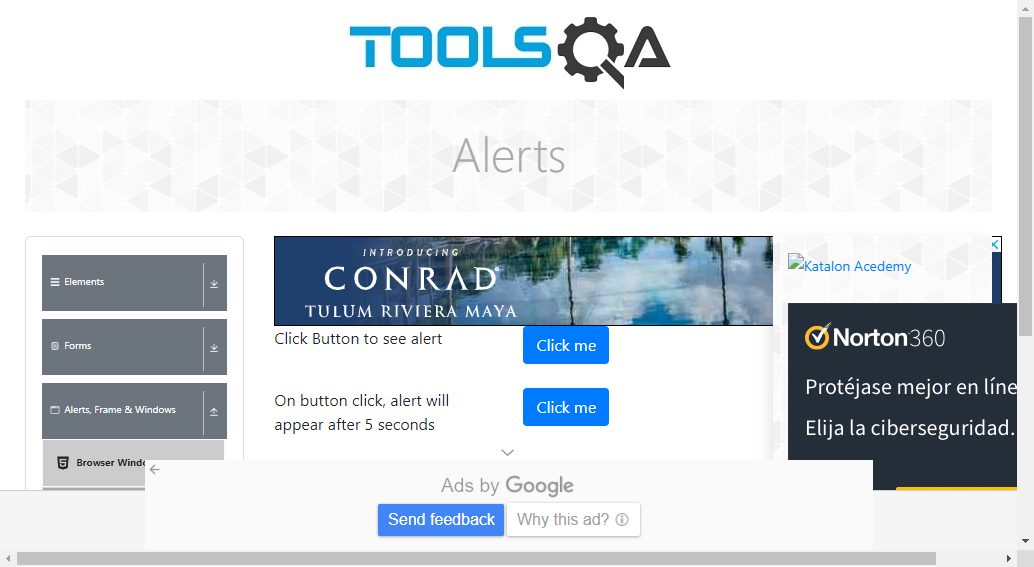 TOOLSQA
Alerts
INTRODUCING
CONRAD®
TULUM RIVIERA MAYA
Katalon Acedemy
Elements
Click Button to see alert
Click me
Norton360
Forms
Protéjase mejor en líne
On button click, alert will
appear after 5 seconds
Click me
Alerts, Frame & Windows
Elija la ciberseguridad.
Browser Windo
Ads by Google
Send feedback
Why this ad?